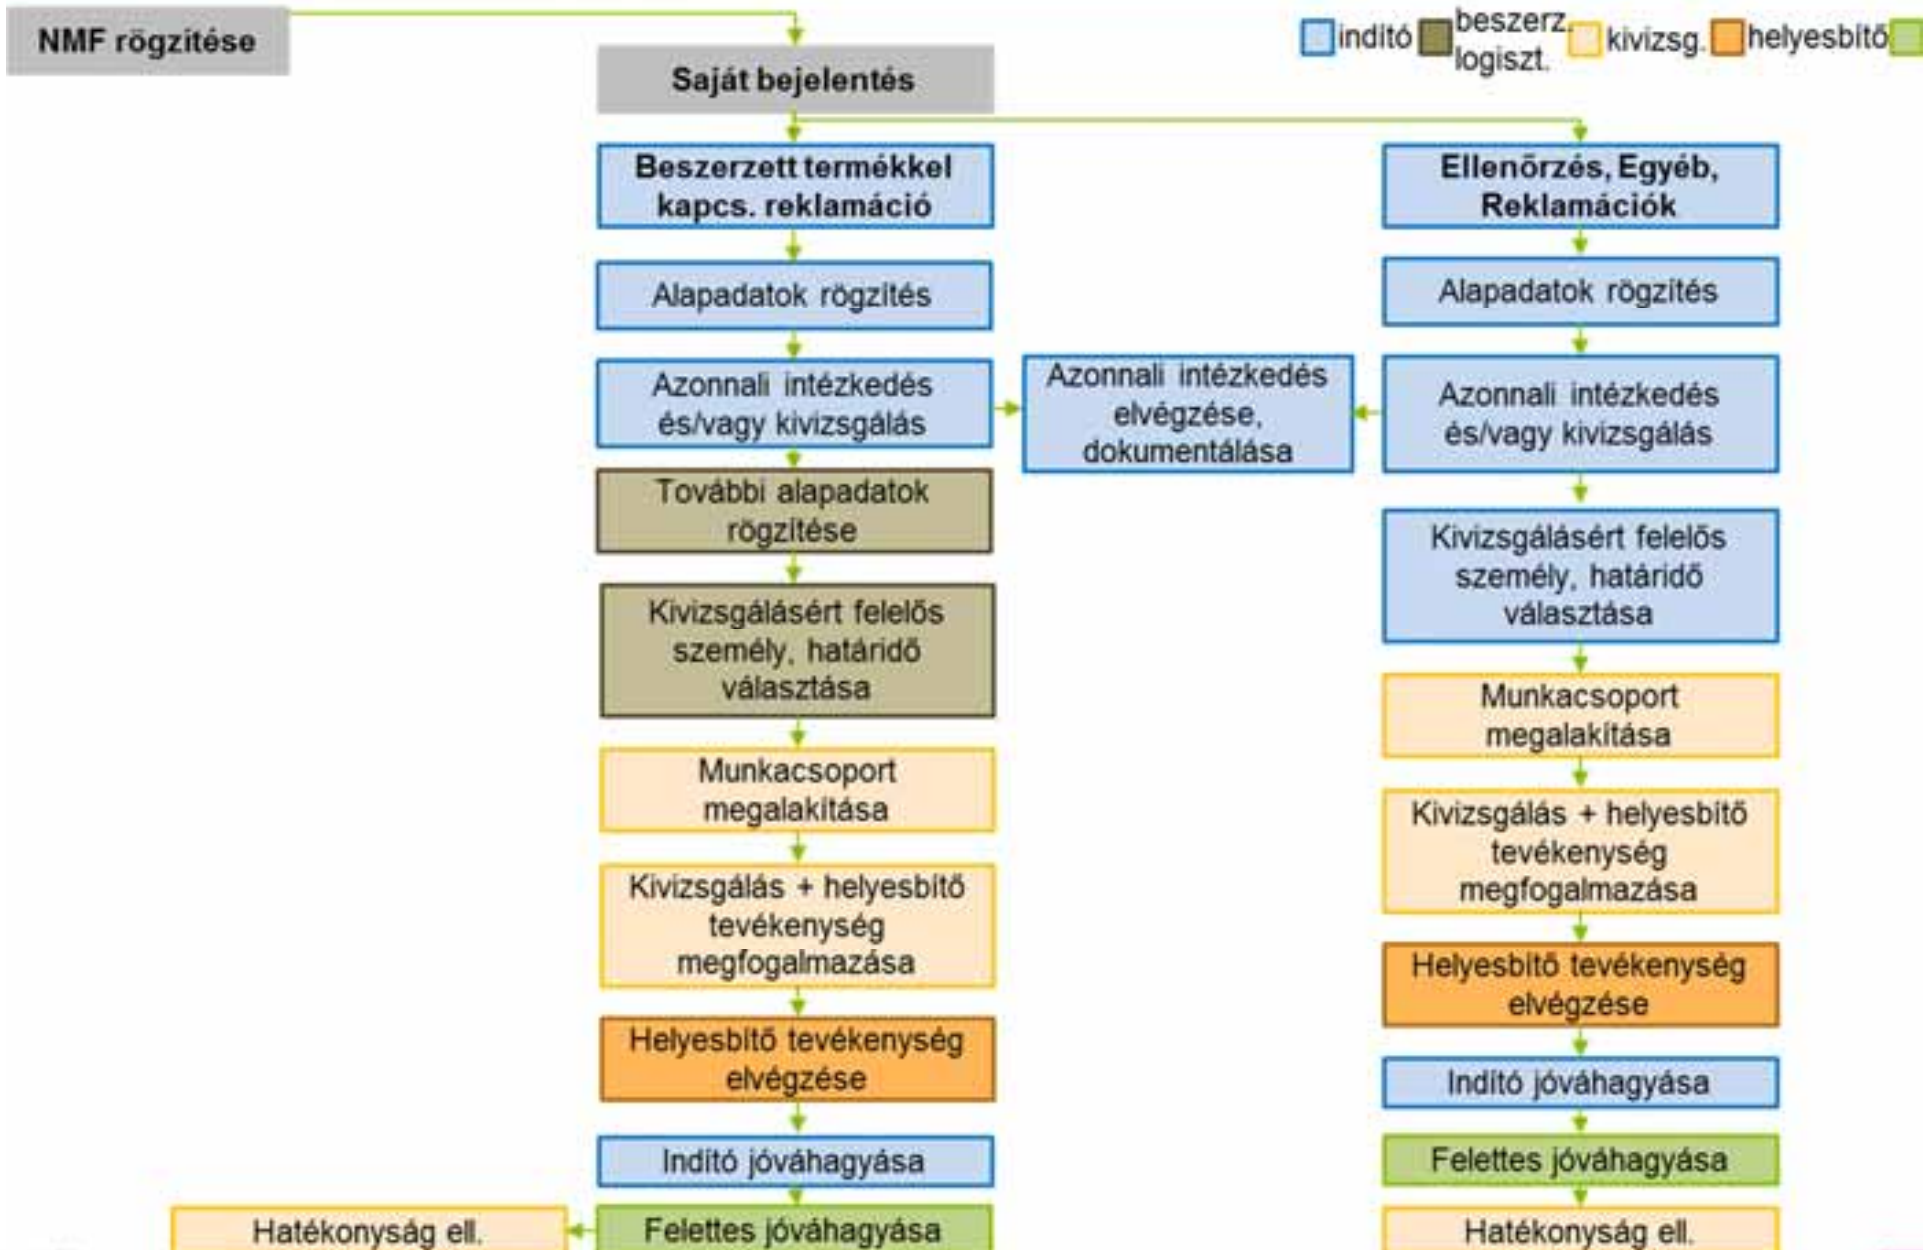 NMF rögzítése
Saját bejelentés
indító
beszerz.
logiszt.
kivizsg.
helyesbítő
Beszerzett termékkel
kapcs. reklamáció
Alapadatok rögzítés
Azonnali intézkedés
és/vagy kivizsgálás
További alapadatok
rögzítése
Kivizsgálásért felelős
személy, határidő
választása
Munkacsoport
megalakítása
Kivizsgálás + helyesbítő
tevékenység
megfogalmazása
Helyesbítő tevékenység
elvégzése
Indító jóváhagyása
Felettes jóváhagyása
Hatékonyság ell.
Azonnali intézkedés
elvégzése,
dokumentálása
Ellenőrzés, Egyéb,
Reklamációk
Alapadatok rögzítés
Azonnali intézkedés
és/vagy kivizsgálás
Kivizsgálásért felelős
személy, határidő
választása
Munkacsoport
megalakítása
Kivizsgálás + helyesbítő
tevékenység
megfogalmazása
Helyesbítő tevékenység
elvégzése
Indító jóváhagyása
Felettes jóváhagyása
Hatékonyság ell.